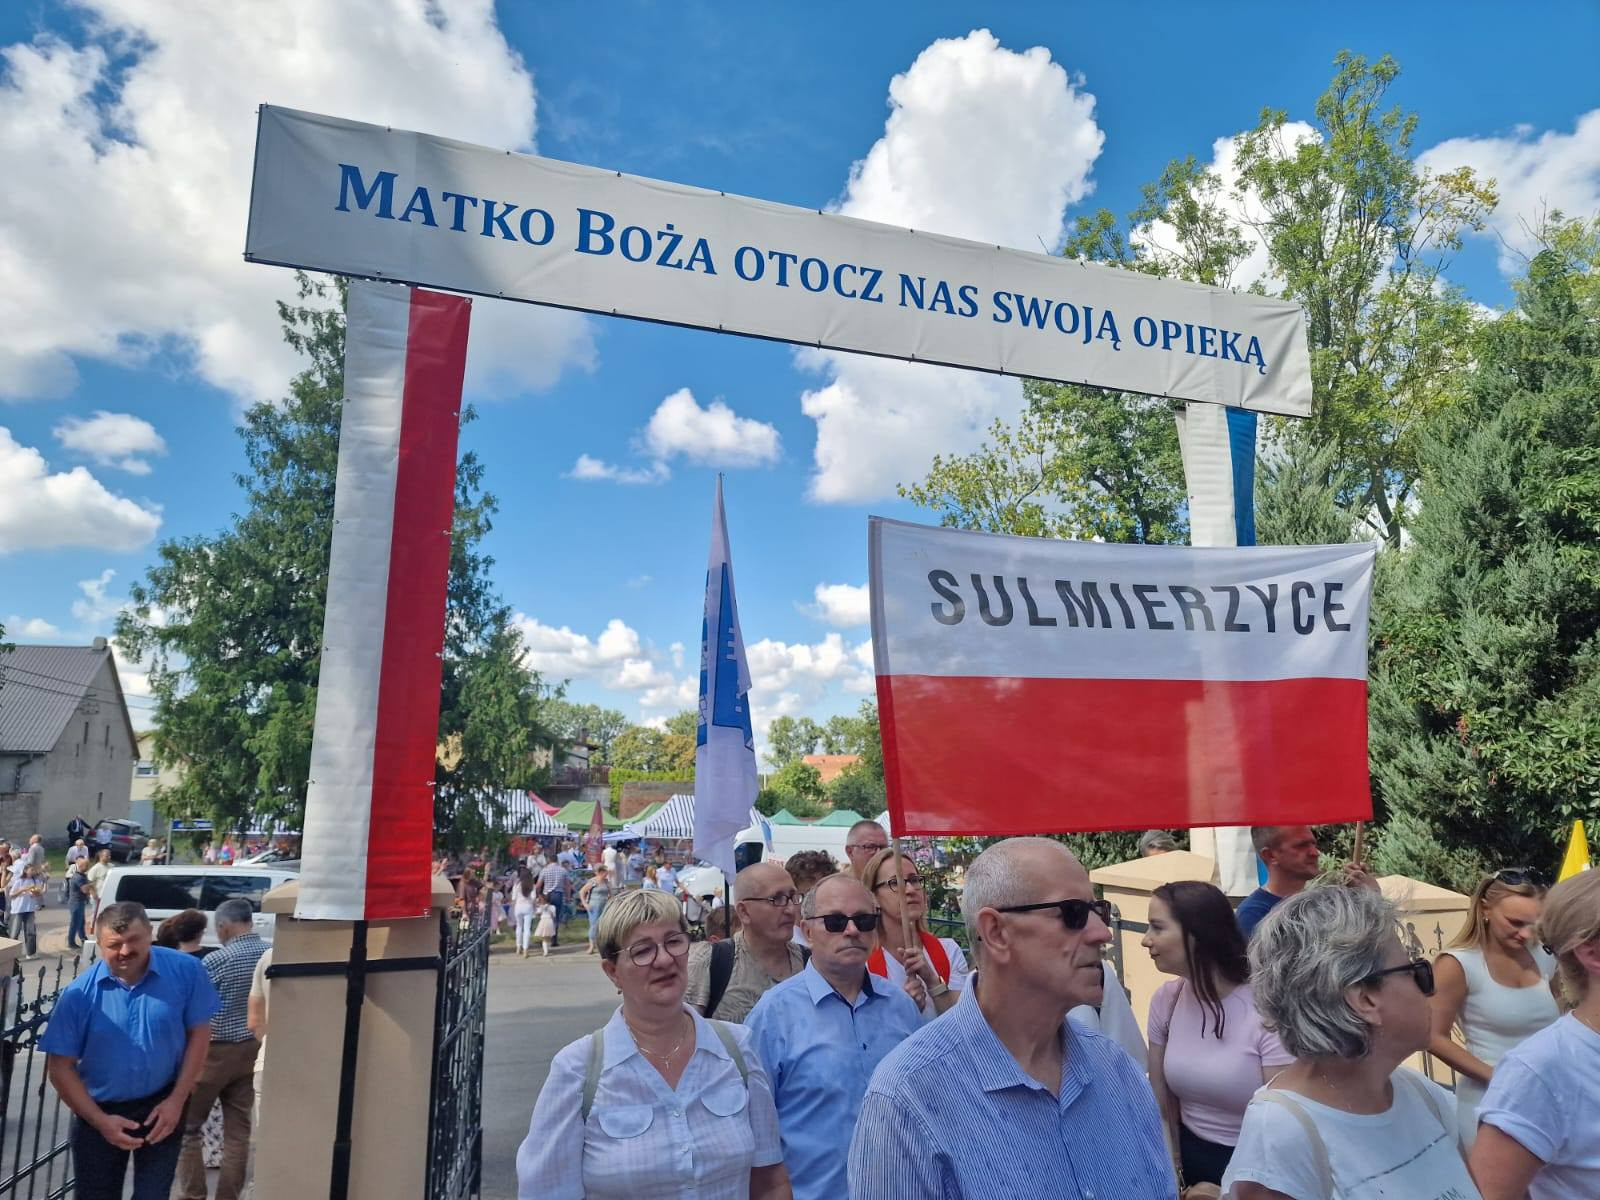 MATKO BOŻA OTOCZ NAS SWOJĄ OPIEKĄ
SULMIERZYCE